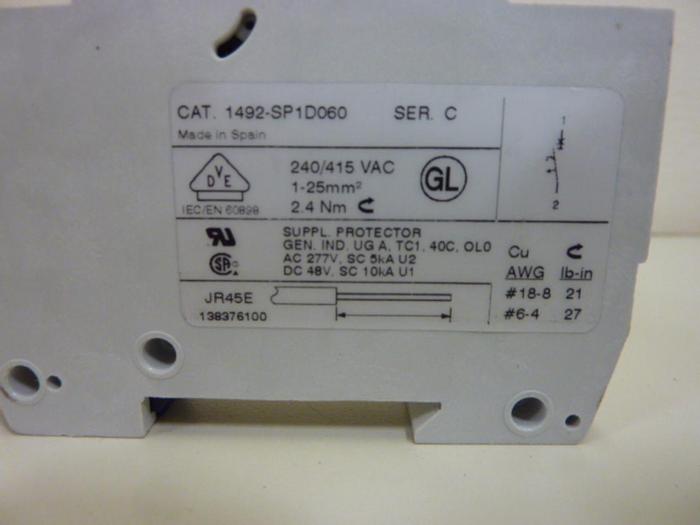 CAT. 1492-SP1D060 SER. C
Made in Spain
DVE
240/415 VAC
1-25mm²
2.4 Nm
IEC/EN 60898
GL
1
2
SUPPL. PROTECTOR
GEN. IND. UG A, TC1, 40C, OL0
AC 277V, SC 5kA U2
DC 48V, SC 10kA U1
Cu
AWG lb-in
#18-8 21
#6-4 27
JR45E
138376100